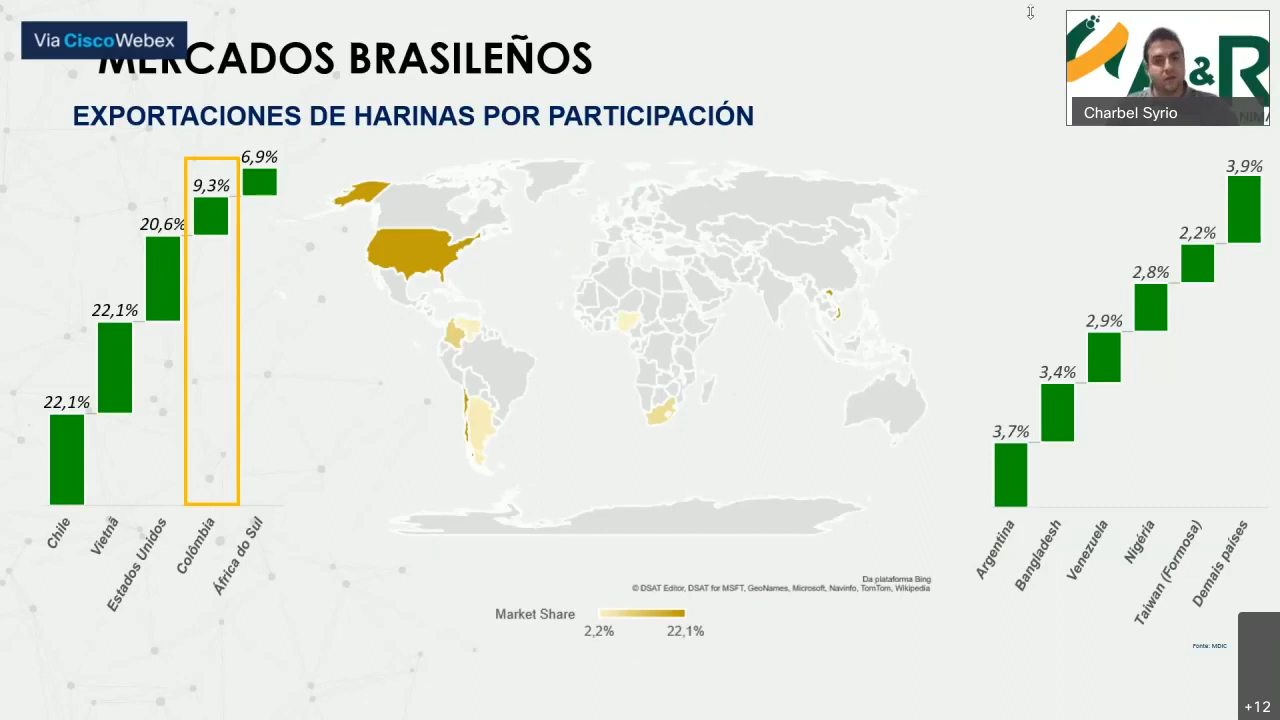 Via Cisco Webex
MERCADOS BRASILEÑOS
EXPORTACIONES DE HARINAS POR PARTICIPACIÓN
Charbel Syrio
&R
22,1%
22,1%
20,6%
9,3%
6,9%
Chile
Vietnã
Estados Unidos
Colômbia
África do Sul
3,7%
3,4%
2,9%
2,8%
2,2%
3,9%
Argentina
Bangladesh
Venezuela
Nigéria
Taiwan (Formosa)
Demais países
Da plataforma Bing
© DSAT Editor, DSAT for MSFT, GeoNames, Microsoft, Navinfo, TomTom, Wikipedia
Market Share
2,2%
22,1%
Fonte: MDIC
+12